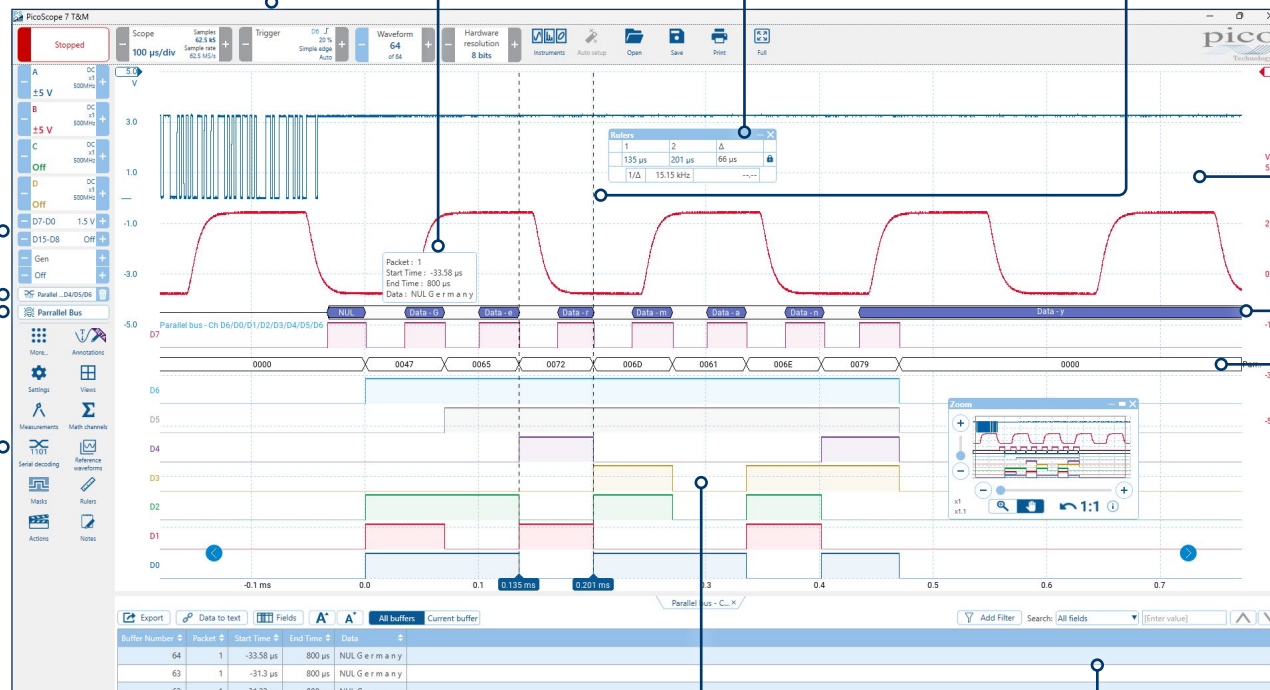 PicoScope 7 T&M
Stopped
Scope
100 µs/div
Samples
62.5 kS
Sample rate
62.5 MS/s
Trigger
D6
20 %
Simple edge
Auto
Waveform
64
of 64
Hardware
resolution
8 bits
Instruments
Auto setup
Open
Save
Print
Full
pico
Technology
A
±5 V
DC
x1
500MHz
B
±5 V
DC
x1
500MHz
C
Off
DC
x1
500MHz
D
Off
DC
x1
500MHz
D7-D0 1.5 V
D15-D8 Off
Gen
Off
Parallel ...D4/D5/D6
Parrallel Bus
More...
Annotations
Settings
Views
Measurements
Math channels
1101
Serial decoding
Reference
waveforms
Masks
Rulers
Actions
Notes
5.0
V
3.0
1.0
-1.0
-3.0
-5.0
Rulers
1 2 Δ
135 µs 201 µs 66 µs
1/Δ 15.15 kHz --.--
Packet : 1
Start Time : -33.58 µs
End Time : 800 µs
Data : NUL G e r m a n y
NUL Data - G Data - e Data - r Data - m Data - a Data - n Data - y
Parallel bus - Ch D6/D0/D1/D2/D3/D4/D5/D6
D7
0000 0047 0065 0072 006D 0061 006E 0079 0000
D6
D5
D4
D3
D2
D1
D0
Zoom
x1
x1.1
1:1
-0.1 ms 0.0 0.1 0.135 ms 0.201 ms 0.4 0.5 0.6 0.7
Parallel bus - C... ×
Export Data to text Fields A A All buffers Current buffer
Add Filter Search: All fields [Enter value]
Buffer Number Packet Start Time End Time Data
64 1 -33.58 µs 800 µs NUL G e r m a n y
63 1 -31.3 µs 800 µs NUL G e r m a n y